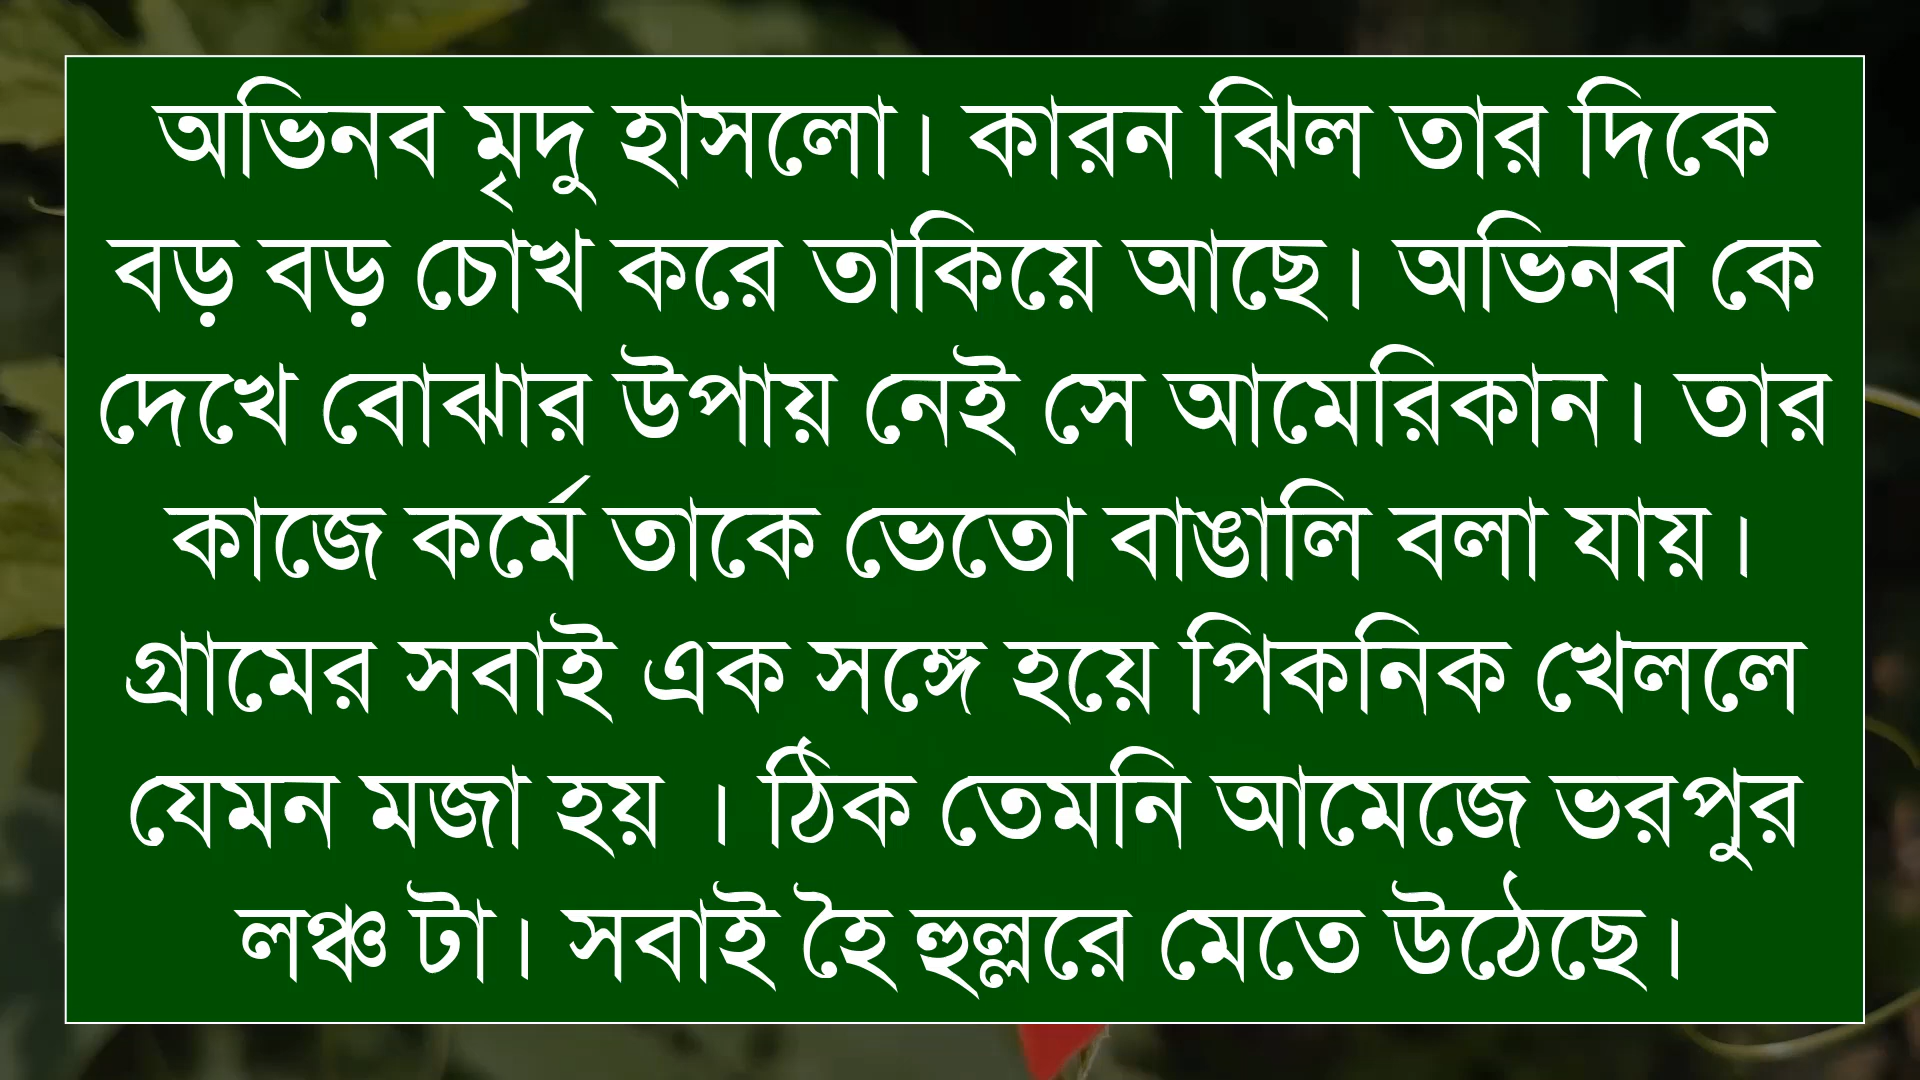 অভিনব মৃদু হাসলো। কারন ঝিল তার দিকে
বড় বড় চোখ করে তাকিয়ে আছে। অভিনব কে
দেখে বোঝার উপায় নেই সে আমেরিকান। তার
কাজে কর্মে তাকে ভেতো বাঙালি বলা যায়।
গ্রামের সবাই এক সঙ্গে হয়ে পিকনিক খেললে
যেমন মজা হয় । ঠিক তেমনি আমেজে ভরপুর
লঞ্চ টা। সবাই হৈ হুল্লরে মেতে উঠেছে।